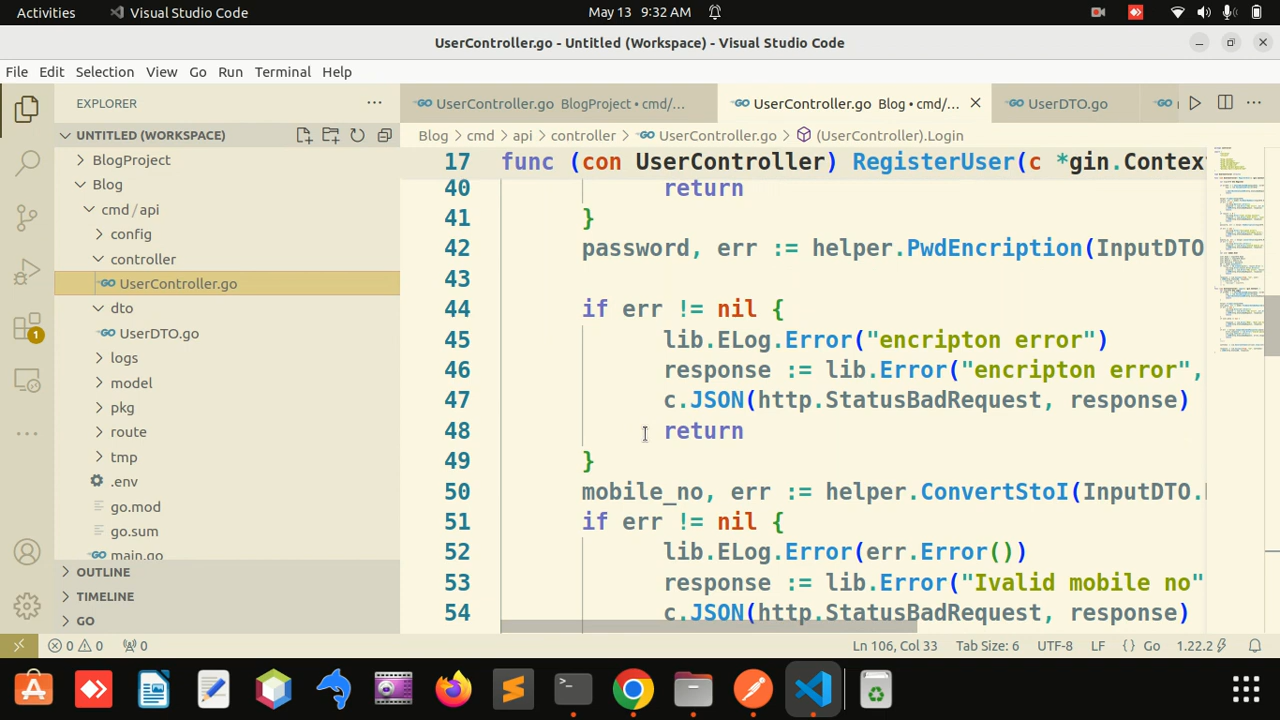 Activities
Visual Studio Code
May 13 9:32 AM
UserController.go - Untitled (Workspace) - Visual Studio Code
File Edit Selection View Go Run Terminal Help
EXPLORER
UNTITLED (WORKSPACE)
BlogProject
Blog
cmd / api
config
controller
UserController.go
dto
UserDTO.go
logs
model
pkg
route
tmp
.env
go.mod
go.sum
main.go
OUTLINE
TIMELINE
GO
1
UserController.go BlogProject • cmd/...
UserController.go Blog • cmd/...
UserDTO.go
Blog > cmd > api > controller > UserController.go > (UserController).Login
17 func (con UserController) RegisterUser(c *gin.Context
40 return
41 }
42 password, err := helper.PwdEncription(InputDTO
43
44 if err != nil {
45 lib.ELog.Error("encripton error")
46 response := lib.Error("encripton error",
47 c.JSON(http.StatusBadRequest, response)
48 return
49 }
50 mobile_no, err := helper.ConvertStoI(InputDTO.
51 if err != nil {
52 lib.ELog.Error(err.Error())
53 response := lib.Error("Ivalid mobile no"
54 c.JSON(http.StatusBadRequest, response)
0 0 0
Ln 106, Col 33 Tab Size: 6 UTF-8 LF {} Go 1.22.2